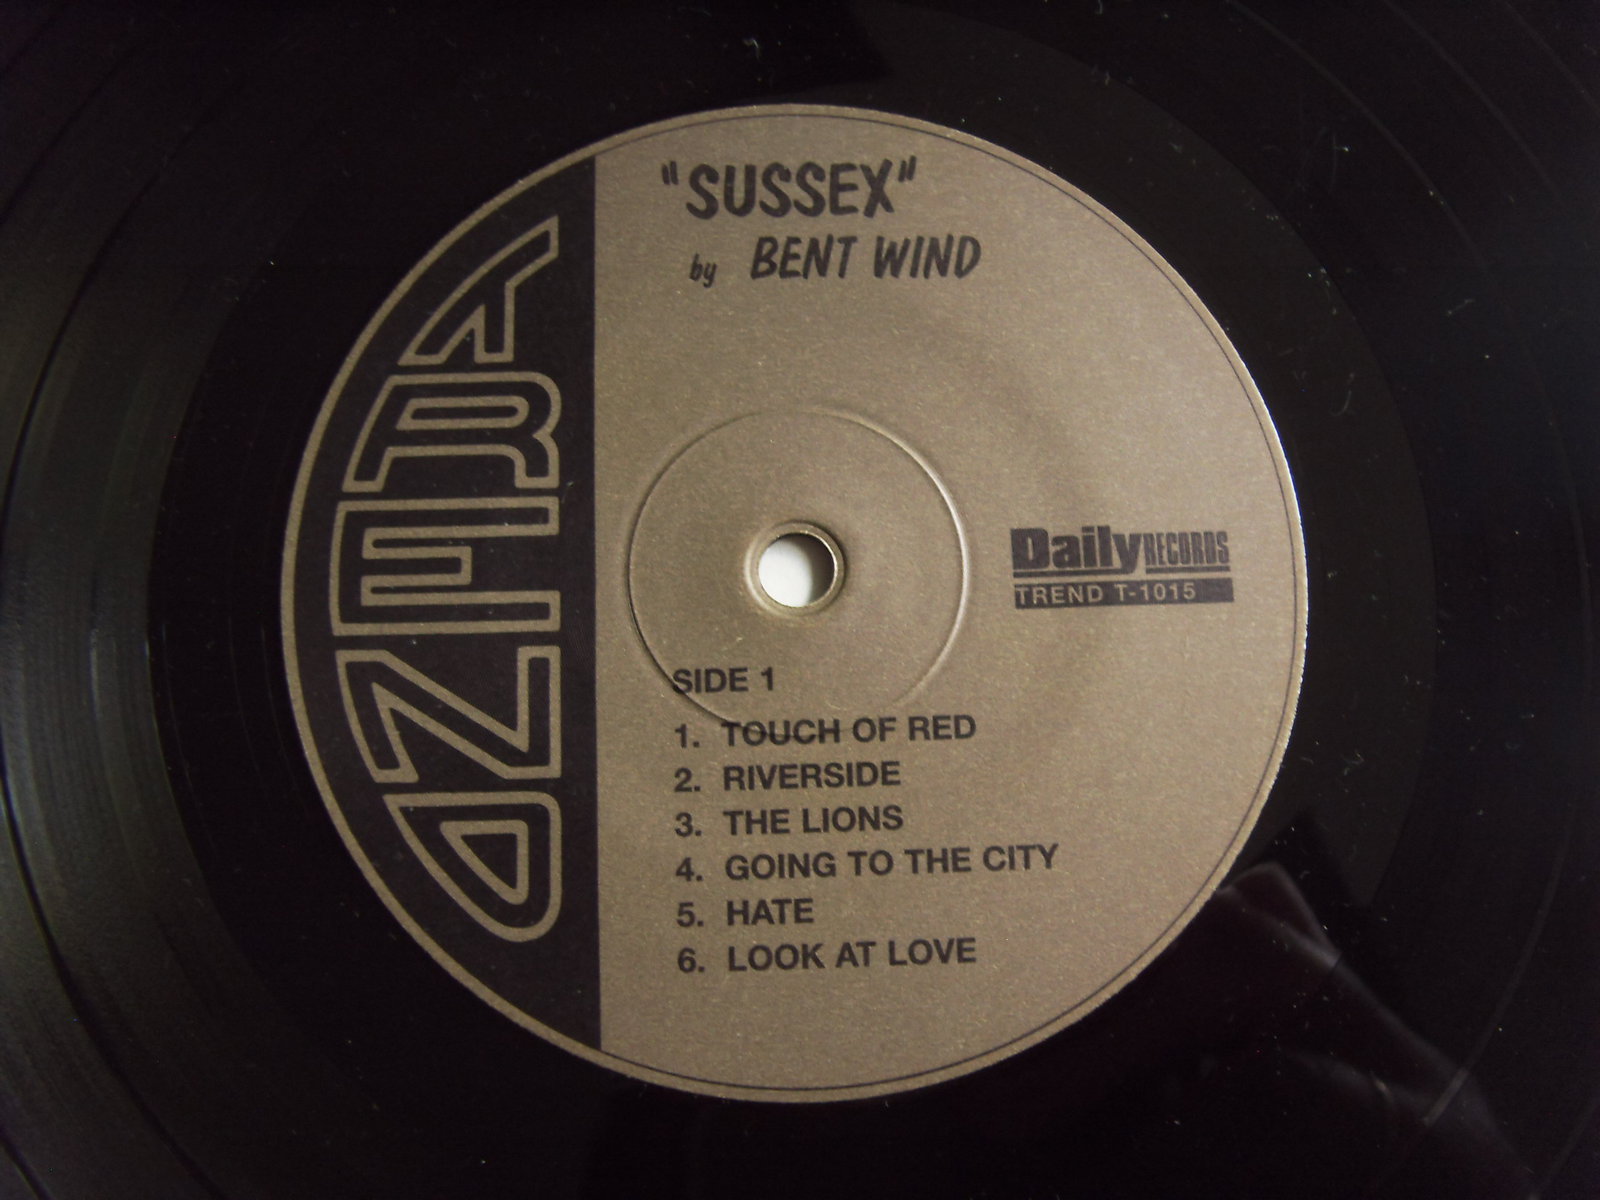 TREND
"SUSSEX"
by BENT WIND
Daily RECORDS
TREND T-1015
SIDE 1
1. TOUCH OF RED
2. RIVERSIDE
3. THE LIONS
4. GOING TO THE CITY
5. HATE
6. LOOK AT LOVE